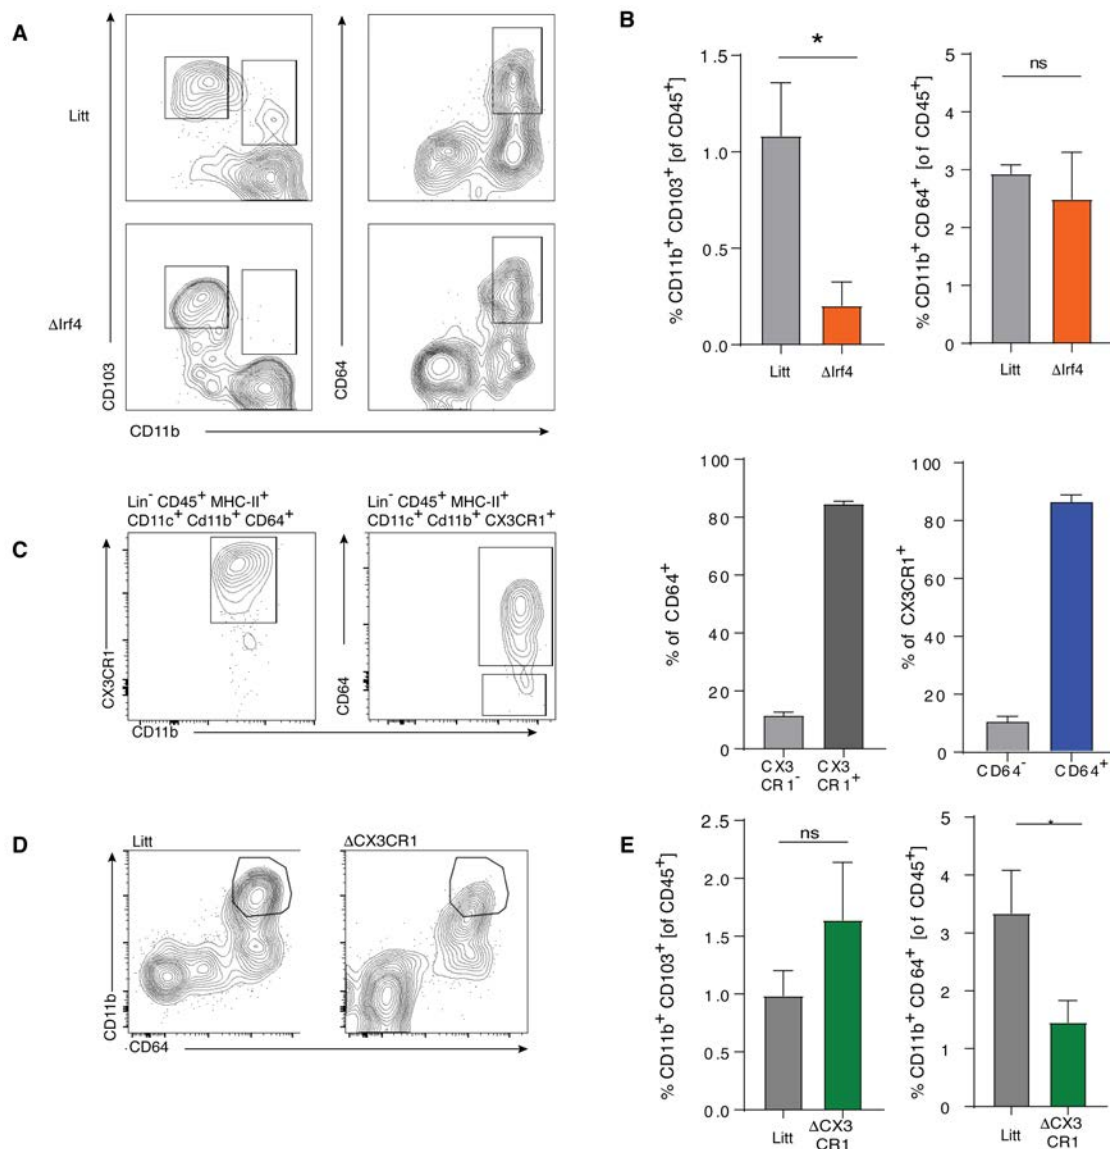 A
Litt
ΔIrf4
CD103
CD64
CD11b
B
% CD11b+ CD103+ [of CD45+]
1.5
1.0
0.5
0.0
*
Litt
ΔIrf4
% CD11b+ CD 64+ [of CD45+]
5
4
3
2
1
0
ns
Litt
ΔIrf4
C
Lin- CD45+ MHC-II+
CD11c+ Cd11b+ CD64+
Lin- CD45+ MHC-II+
CD11c+ Cd11b+ CX3CR1+
CX3CR1
CD64
CD11b
% of CD64+
100
80
60
40
20
0
CX3
CR1-
CX3
CR1+
% of CX3CR1+
100
80
60
40
20
0
CD64-
CD64+
D
Litt
ΔCX3CR1
CD11b
CD64
E
% CD11b+ CD103+ [of CD45+]
2.5
2.0
1.5
1.0
0.5
0.0
ns
Litt
ΔCX3
CR1
% CD11b+ CD 64+ [of CD45+]
5
4
3
2
1
0
*
Litt
ΔCX3
CR1